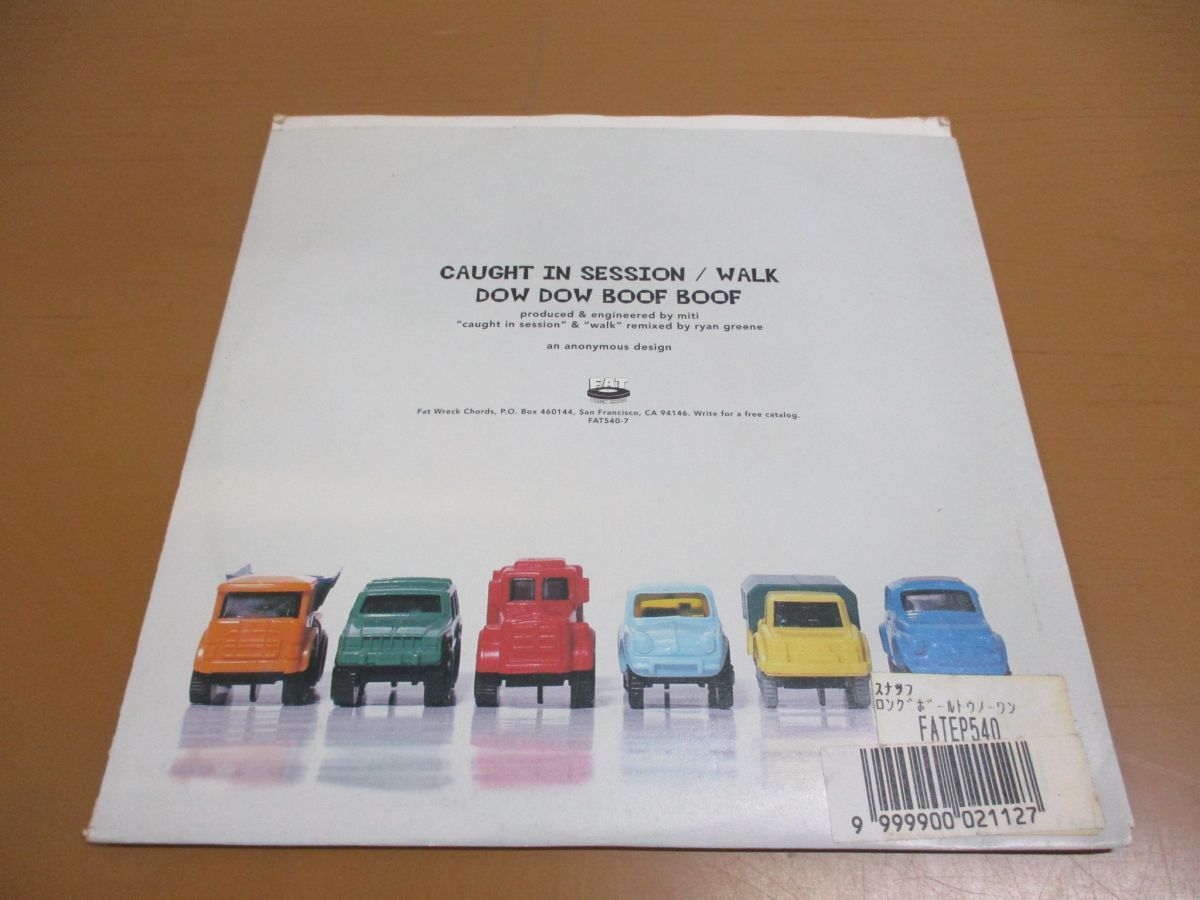 CAUGHT IN SESSION / WALK
DOW DOW BOOF BOOF
produced & engineered by miti
"caught in session" & "walk" remixed by ryan greene
an anonymous design
FAT
Fat Wreck Chords, P.O. Box 460144, San Francisco, CA 94146. Write for a free catalog.
FAT540-7
スナッフ
ロングボールトゥノーワン
FATEP540
9 999900 021127